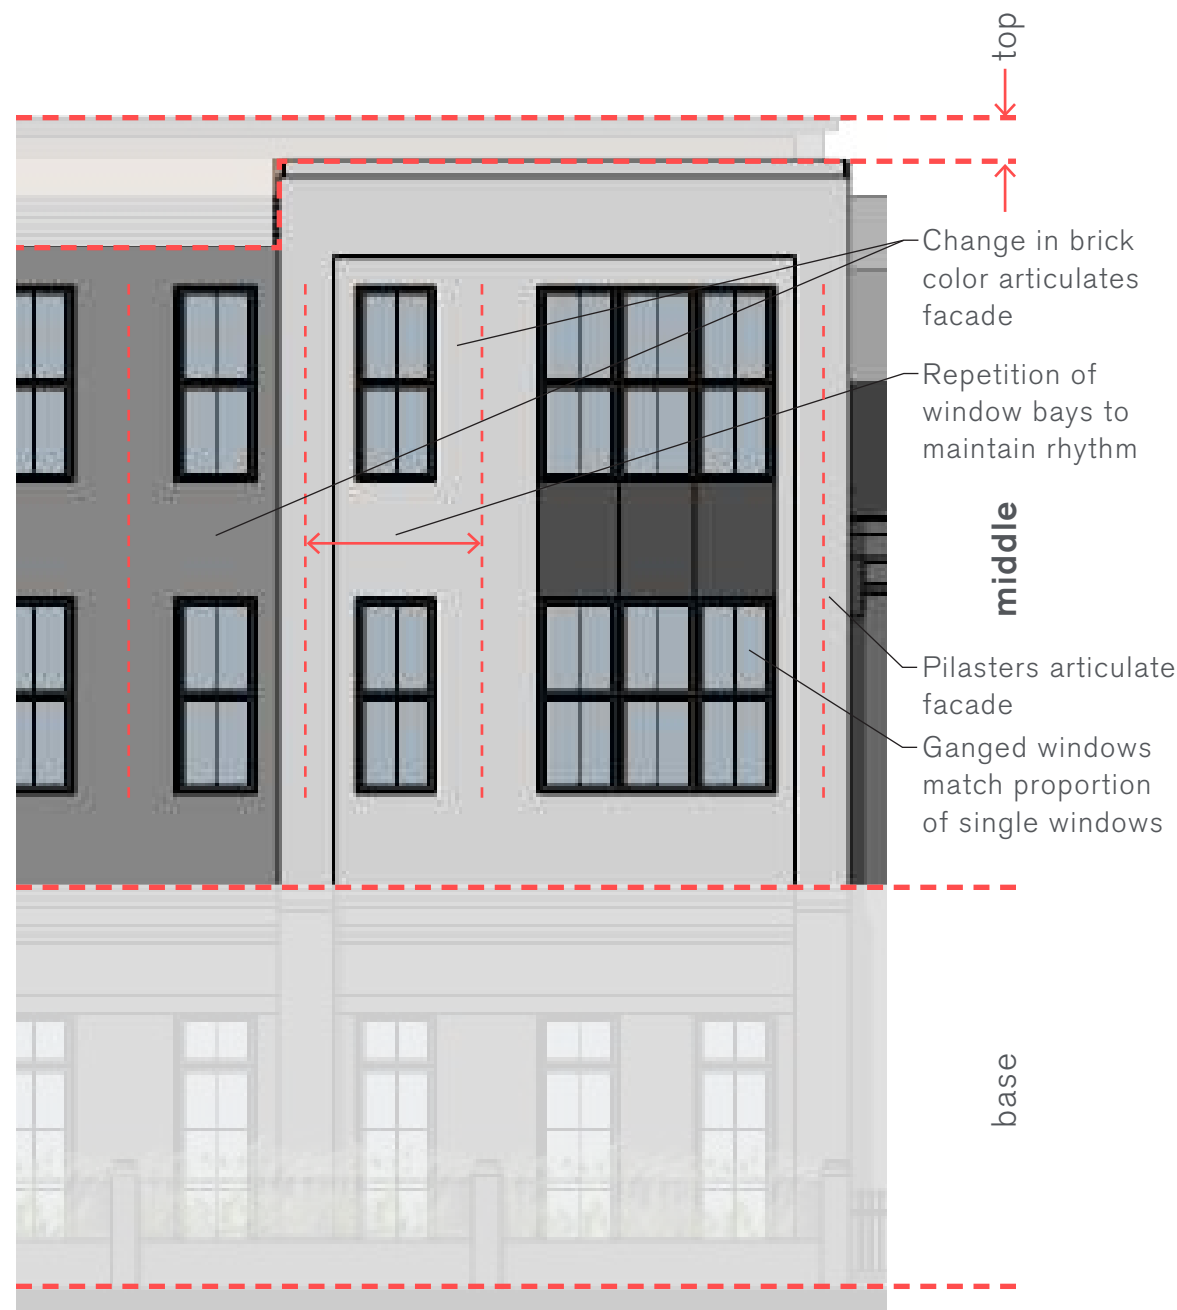 top
Change in brick
color articulates
facade
Repetition of
window bays to
maintain rhythm
middle
Pilasters articulate
facade
Ganged windows
match proportion
of single windows
base